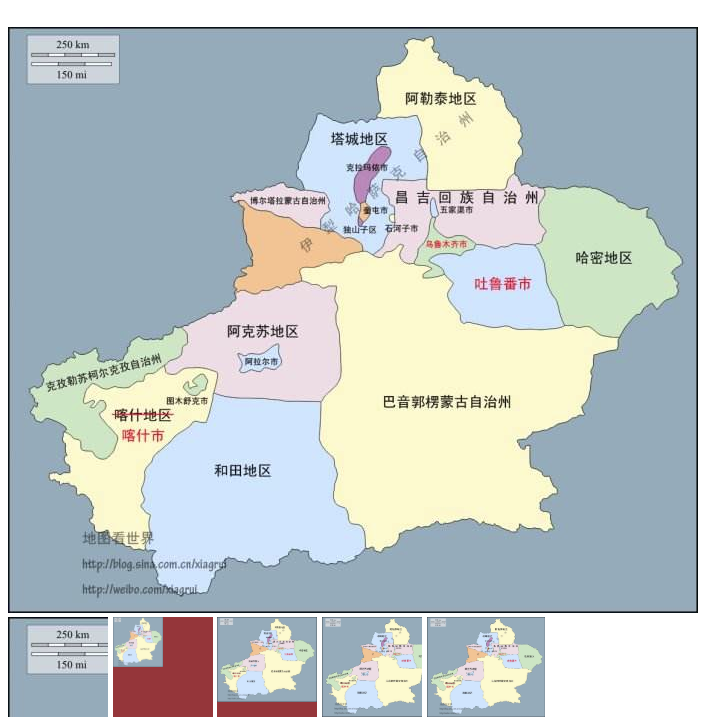 250 km
150 mi
阿勒泰地区
塔城地区
克拉玛依市
伊犁哈萨克自治州
博尔塔拉蒙古自治州
昌吉回族自治州
奎屯市
五家渠市
独山子区
石河子市
乌鲁木齐市
哈密地区
吐鲁番市
阿克苏地区
阿拉尔市
克孜勒苏柯尔克孜自治州
图木舒克市
巴音郭楞蒙古自治州
喀什地区
喀什市
和田地区
地图看世界
http://blog.sina.com.cn/xiagrui
http://weibo.com/xiagrui
250 km
150 mi